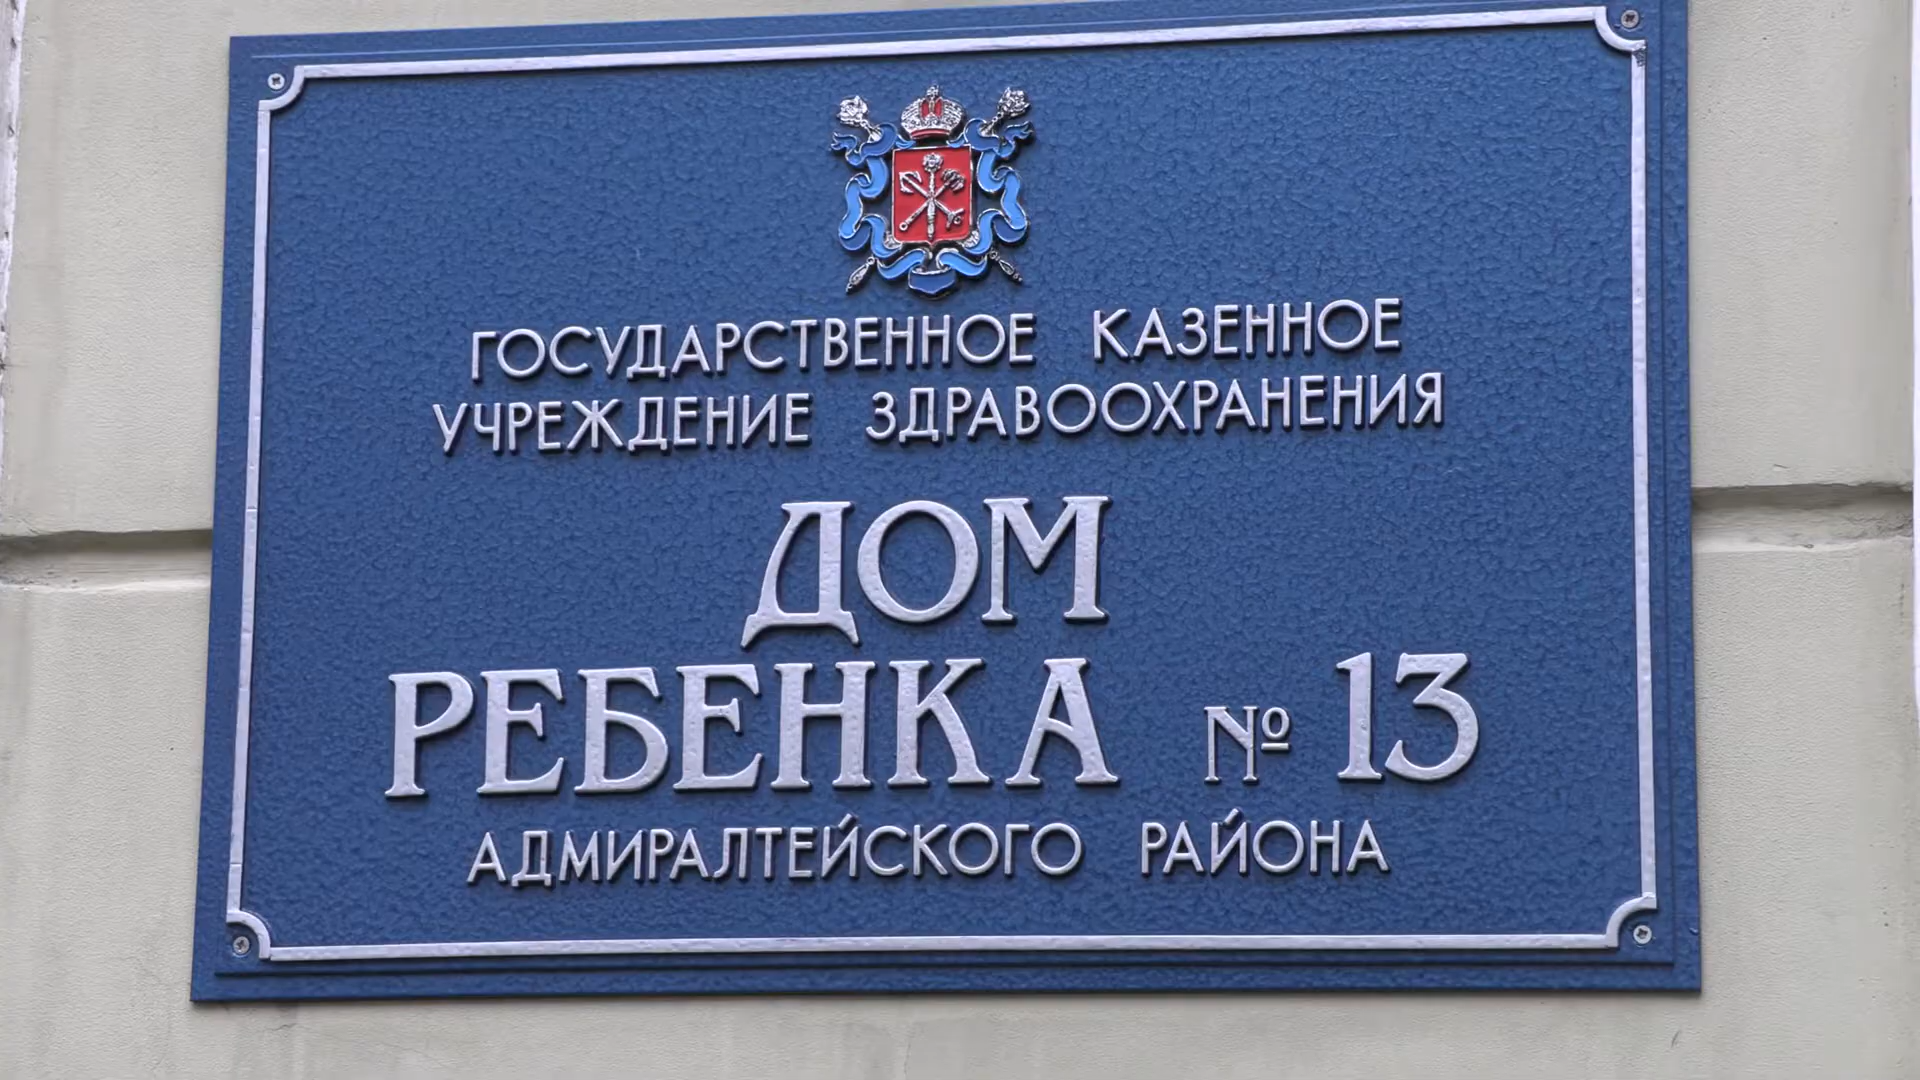 ГОСУДАРСТВЕННОЕ КАЗЕННОЕ
УЧРЕЖДЕНИЕ ЗДРАВООХРАНЕНИЯ
ДОМ
РЕБЕНКА № 13
АДМИРАЛТЕЙСКОГО РАЙОНА